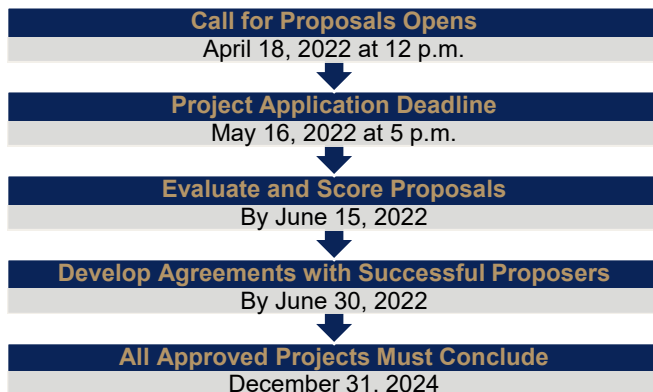 Call for Proposals Opens
April 18, 2022 at 12 p.m.
Project Application Deadline
May 16, 2022 at 5 p.m.
Evaluate and Score Proposals
By June 15, 2022
Develop Agreements with Successful Proposers
By June 30, 2022
All Approved Projects Must Conclude
December 31, 2024